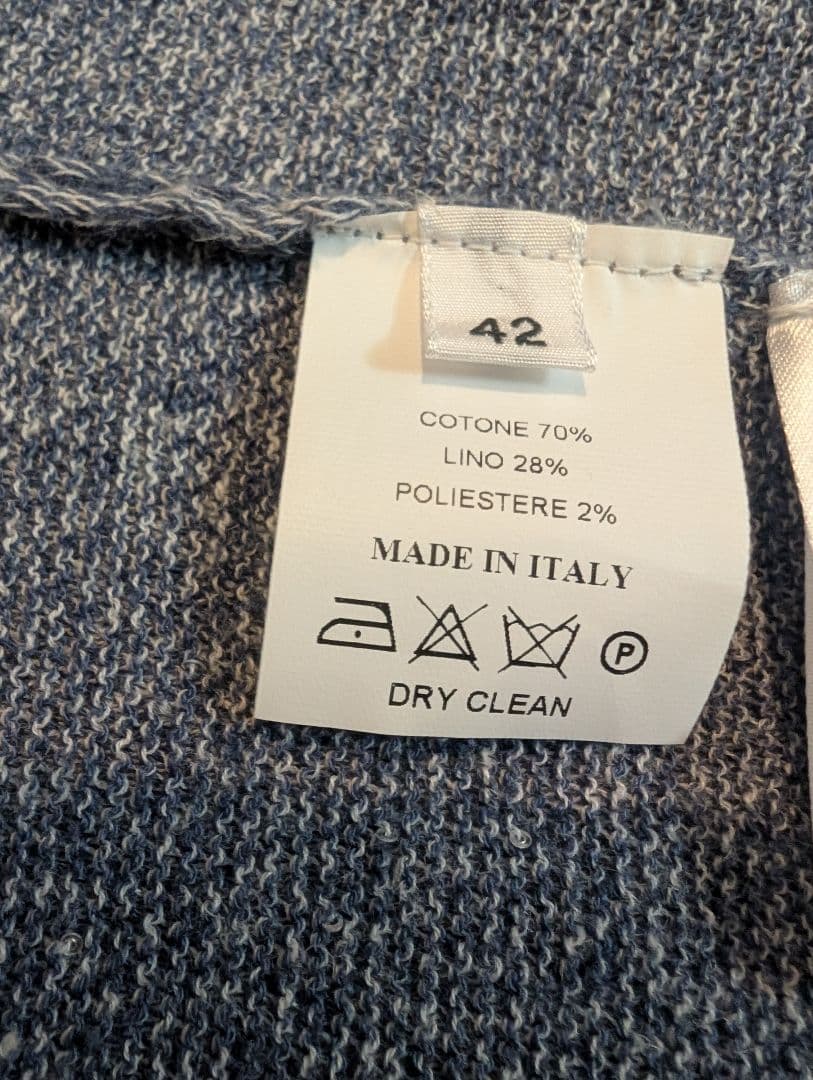 42
COTONE 70%
LINO 28%
POLIESTERE 2%
MADE IN ITALY
P
DRY CLEAN